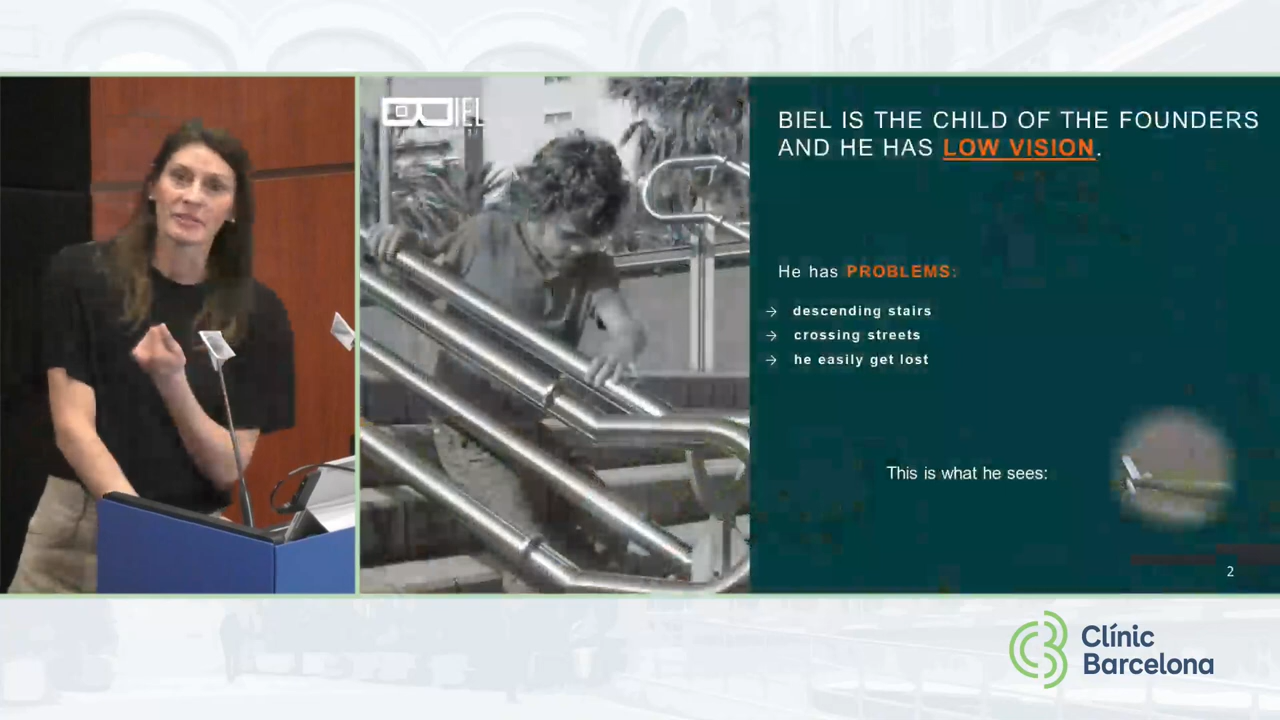 IEL
BIEL IS THE CHILD OF THE FOUNDERS
AND HE HAS LOW VISION.
He has PROBLEMS:
→ descending stairs
→ crossing streets
→ he easily get lost
This is what he sees:
2
Clínic
Barcelona